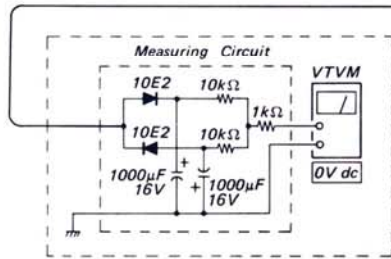 Measuring Circuit
10E2
10kΩ
VTVM
1kΩ
10E2
10kΩ
+
1000μF
16V
+
1000μF
16V
0V dc